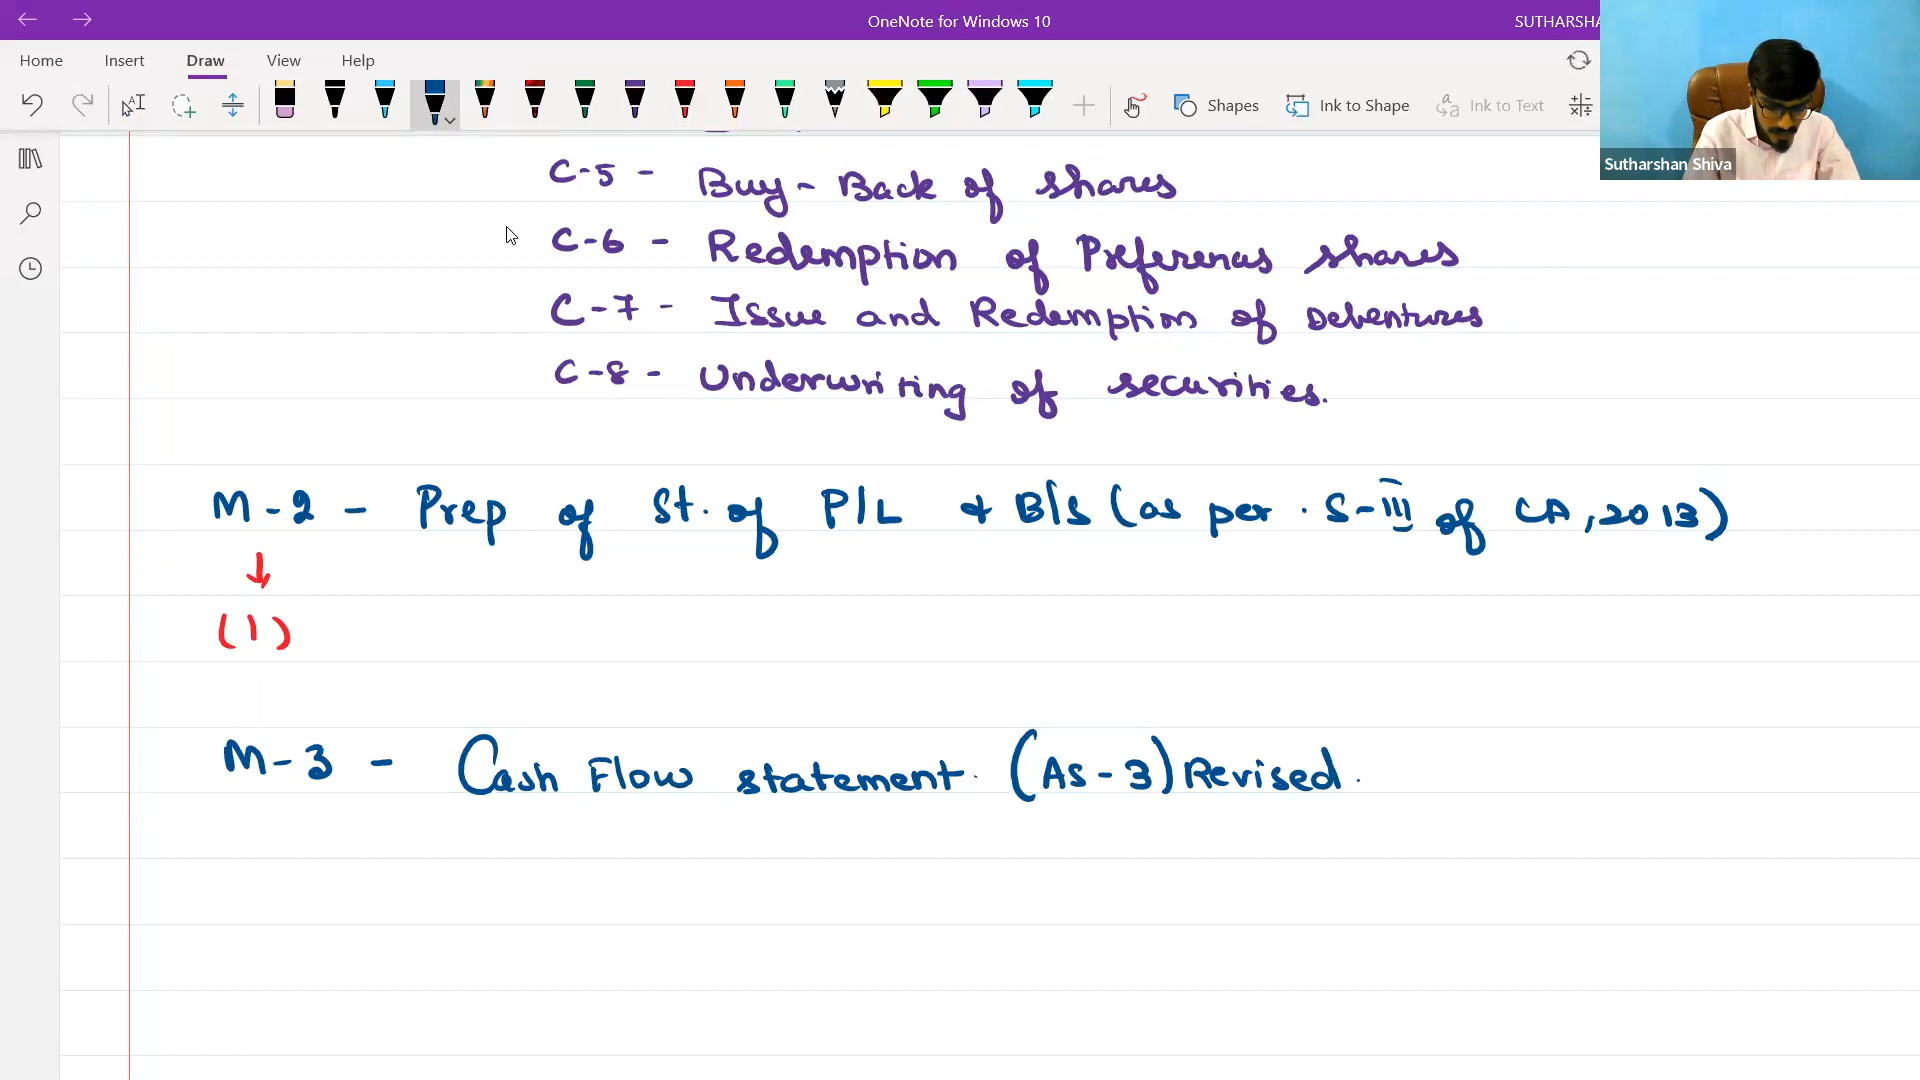 OneNote for Windows 10
SUTHARSHA
Home Insert Draw View Help
Shapes Ink to Shape Ink to Text
Sutharshan Shiva
C-5 - Buy-Back of shares
C-6 - Redemption of Preferenas shares
C-7 - Issue and Redemption of Debentures
C-8 - Underwriting of securities.
M-2 - Prep of St. of P/L & B/S (as per . S-III of CA, 2013)
↓
(1)
M-3 - Cash Flow statement. (AS-3) Revised.